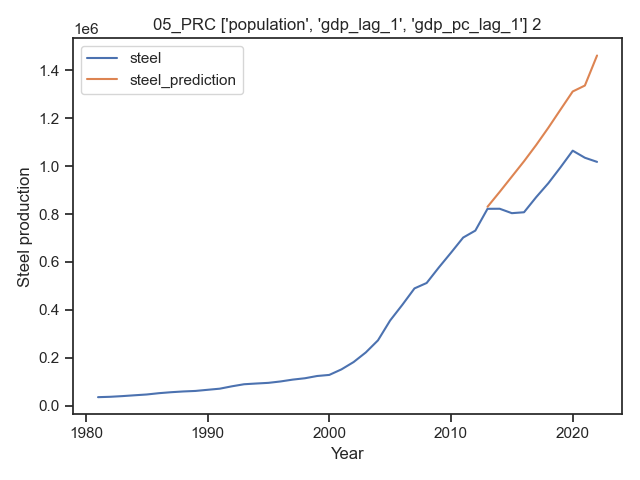 05_PRC ['population', 'gdp_lag_1', 'gdp_pc_lag_1'] 2
1e6
steel
steel_prediction
1.4
1.2
1.0
0.8
0.6
0.4
0.2
0.0
Steel production
1980
1990
2000
2010
2020
Year